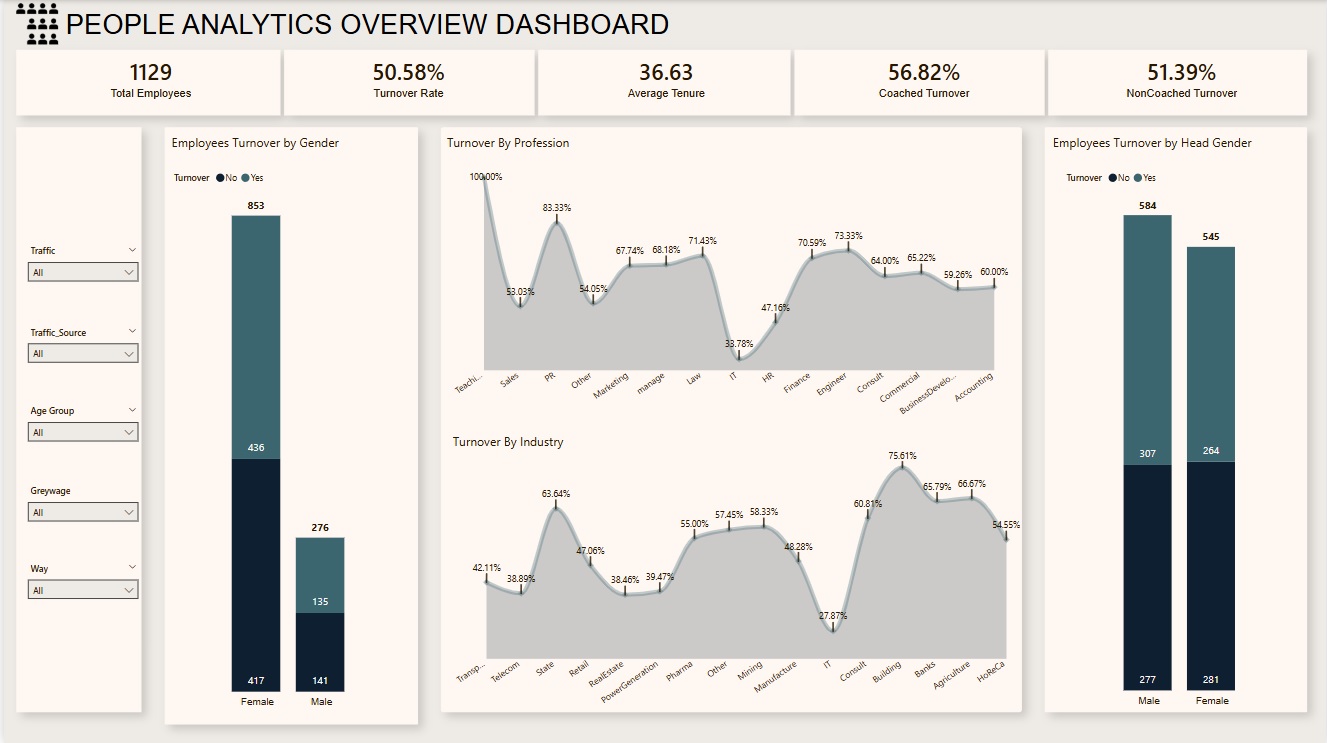 PEOPLE ANALYTICS OVERVIEW DASHBOARD
1129
Total Employees
50.58%
Turnover Rate
36.63
Average Tenure
56.82%
Coached Turnover
51.39%
NonCoached Turnover
Traffic
All
Traffic_Source
All
Age Group
All
Greywage
All
Way
All
Employees Turnover by Gender
Turnover No Yes
853
436
417
276
135
141
Female Male
Turnover By Profession
100.00%
53.03%
83.33%
54.05%
67.74%
68.18%
71.43%
33.78%
47.16%
70.59%
73.33%
64.00%
65.22%
59.26%
60.00%
Teachi...
Sales
PR
Other
Marketing
manage
Law
IT
HR
Finance
Engineer
Consult
Commercial
BusinessDevelo...
Accounting
Turnover By Industry
42.11%
38.89%
63.64%
47.06%
38.46%
39.47%
55.00%
57.45%
58.33%
48.28%
27.87%
60.81%
75.61%
65.79%
66.67%
54.55%
Transp...
Telecom
State
Retail
RealEstate
PowerGeneration
Pharma
Other
Mining
Manufacture
IT
Consult
Building
Banks
Agriculture
HoReCa
Employees Turnover by Head Gender
Turnover No Yes
584
307
277
545
264
281
Male Female